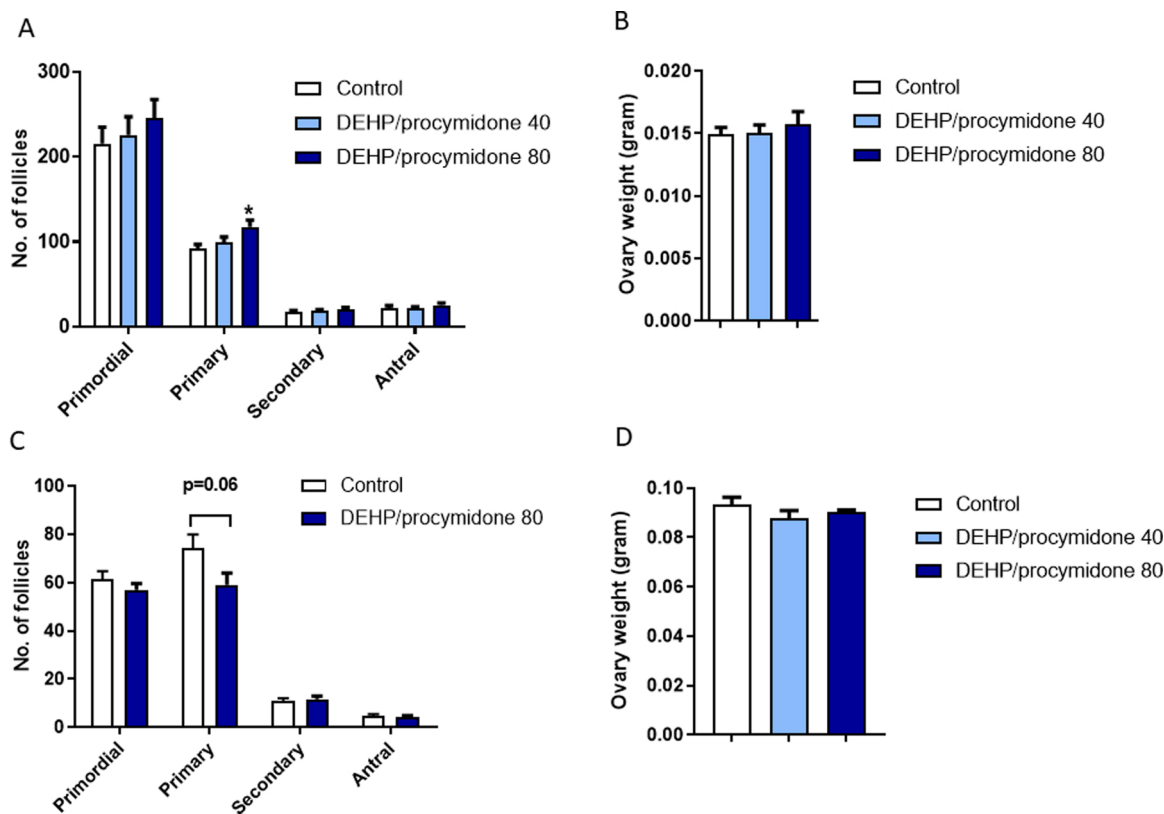 A
No. of follicles
300
200
100
0
Control
DEHP/procymidone 40
DEHP/procymidone 80
*
Primordial
Primary
Secondary
Antral
B
Ovary weight (gram)
0.020
0.015
0.010
0.005
0.000
Control
DEHP/procymidone 40
DEHP/procymidone 80
C
No. of follicles
100
80
60
40
20
0
p=0.06
Control
DEHP/procymidone 80
Primordial
Primary
Secondary
Antral
D
Ovary weight (gram)
0.10
0.08
0.06
0.04
0.02
0.00
Control
DEHP/procymidone 40
DEHP/procymidone 80